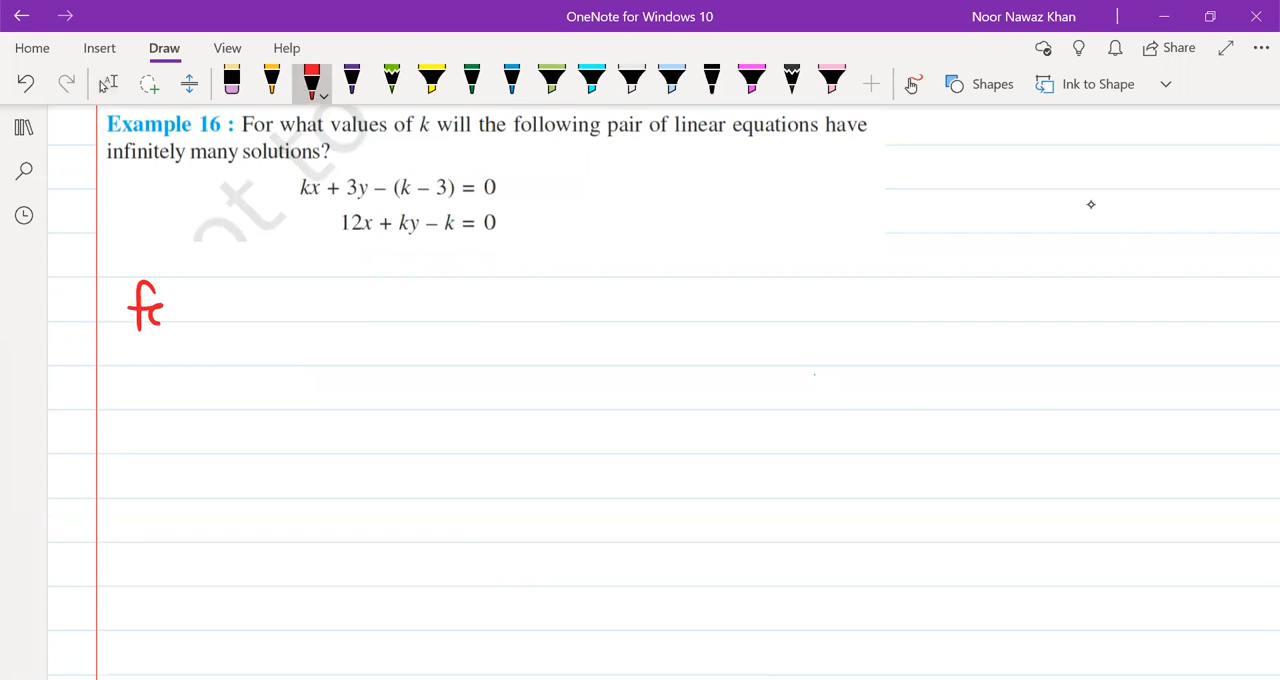 OneNote for Windows 10
Noor Nawaz Khan
Home Insert Draw View Help
Share
Shapes
Ink to Shape
Example 16 : For what values of k will the following pair of linear equations have
infinitely many solutions?
kx + 3y – (k – 3) = 0
12x + ky – k = 0